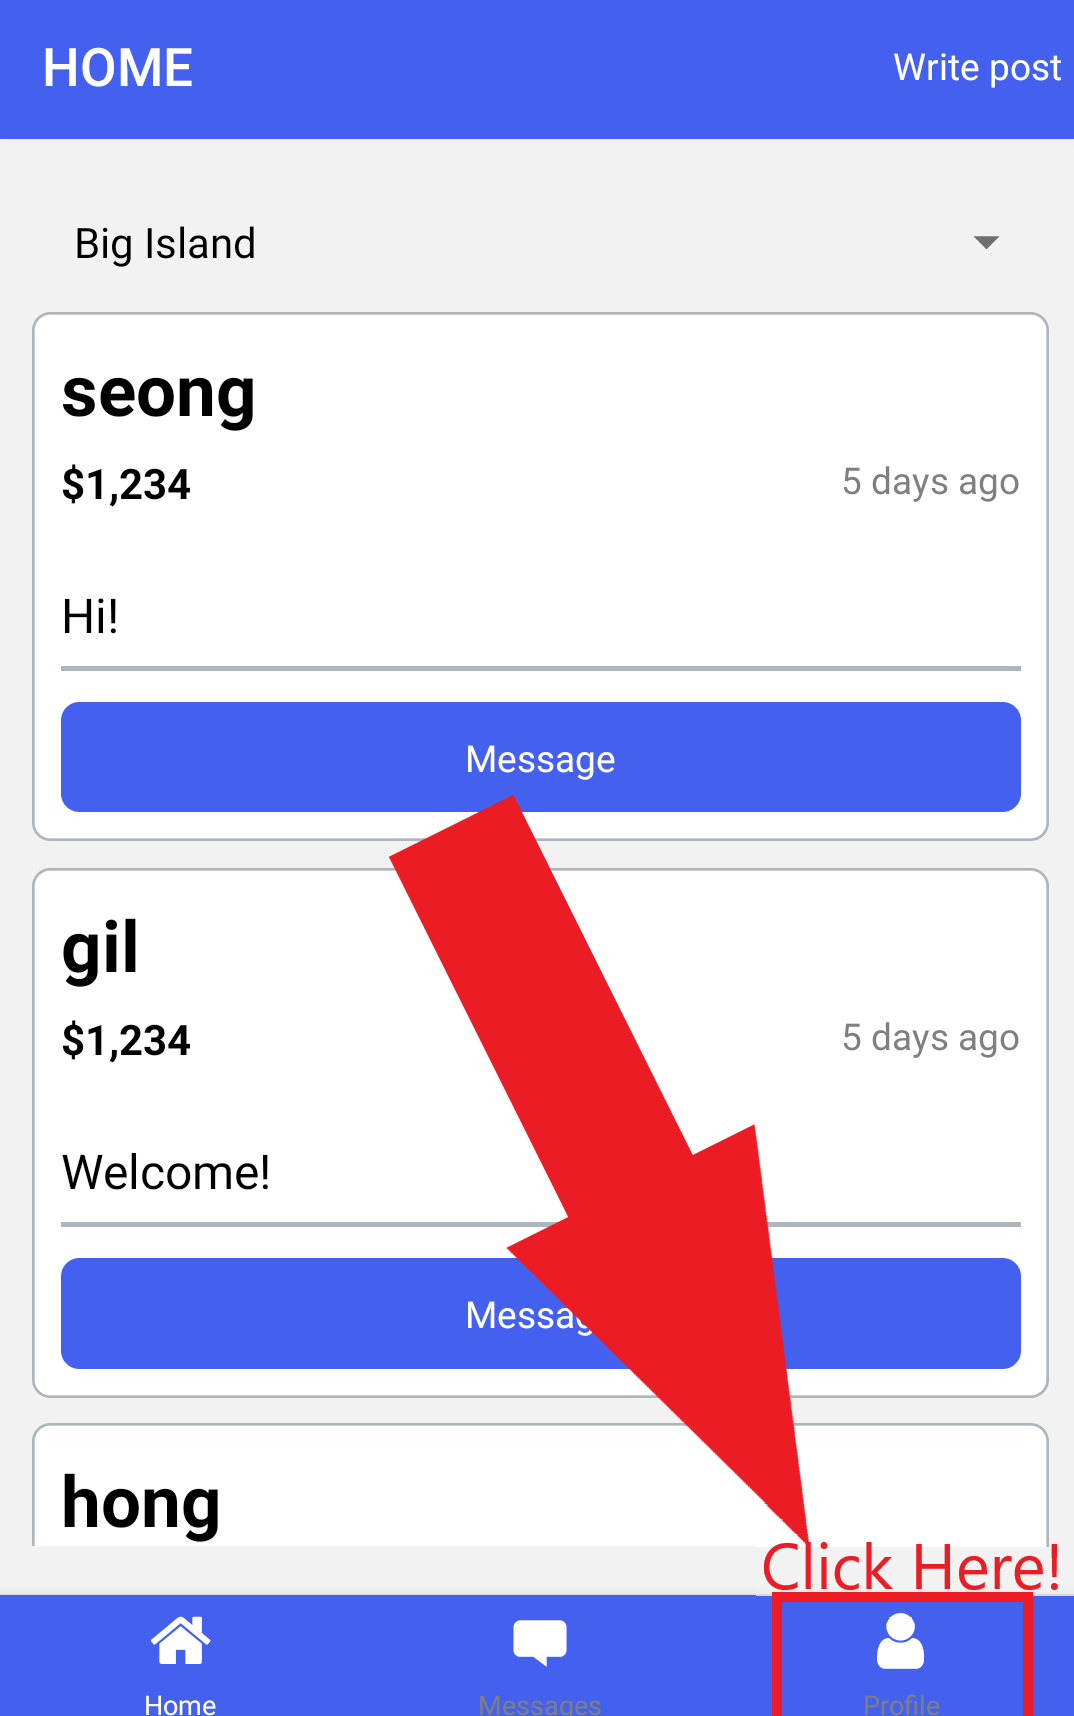 HOME
Write post
Big Island
seong
$1,234
5 days ago
Hi!
Message
gil
$1,234
5 days ago
Welcome!
Messag
hong
Click Here!
Home
Messages
Profile